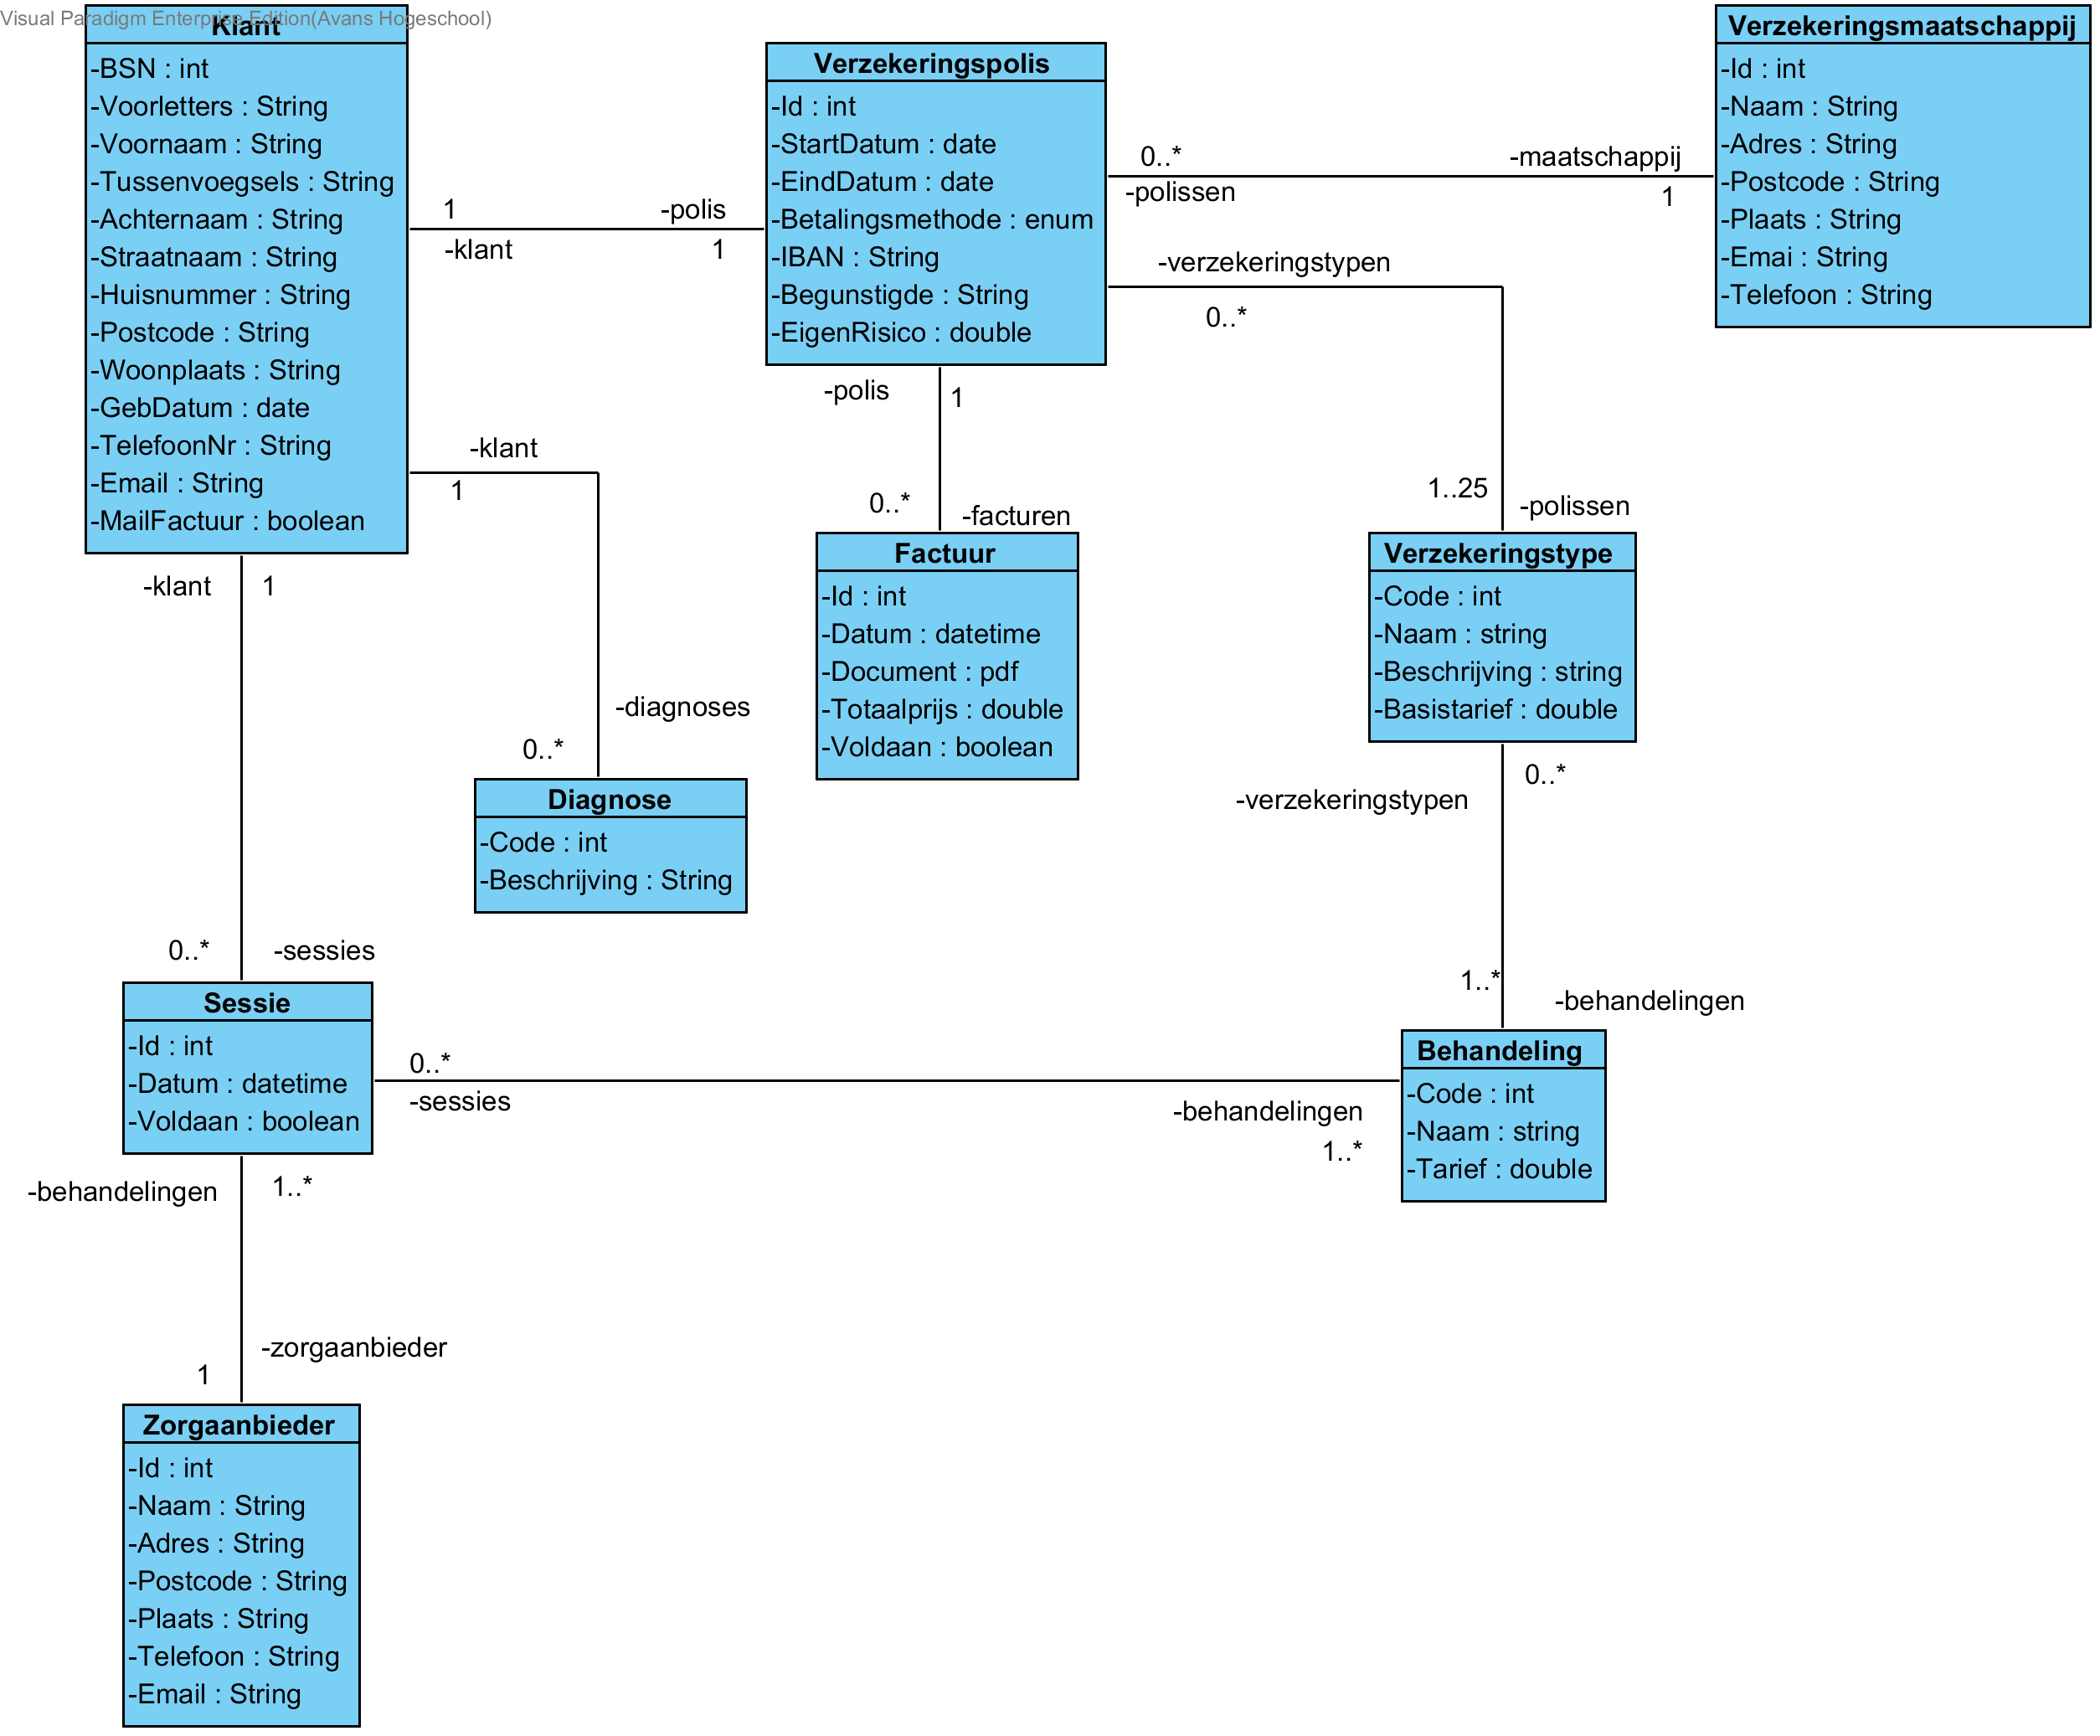 Visual Paradigm Enterprise Edition(Avans Hogeschool)
Klant
-BSN : int
-Voorletters : String
-Voornaam : String
-Tussenvoegsels : String
-Achternaam : String
-Straatnaam : String
-Huisnummer : String
-Postcode : String
-Woonplaats : String
-GebDatum : date
-TelefoonNr : String
-Email : String
-MailFactuur : boolean
1
-klant
-polis
1
Verzekeringspolis
-Id : int
-StartDatum : date
-EindDatum : date
-Betalingsmethode : enum
-IBAN : String
-Begunstigde : String
-EigenRisico : double
0..*
-polissen
-maatschappij
1
Verzekeringsmaatschappij
-Id : int
-Naam : String
-Adres : String
-Postcode : String
-Plaats : String
-Emai : String
-Telefoon : String
-verzekeringstypen
0..*
1..25
-polissen
-polis
1
0..*
-facturen
Factuur
-Id : int
-Datum : datetime
-Document : pdf
-Totaalprijs : double
-Voldaan : boolean
Verzekeringstype
-Code : int
-Naam : string
-Beschrijving : string
-Basistarief : double
-klant
1
-diagnoses
0..*
Diagnose
-Code : int
-Beschrijving : String
-klant
1
0..*
-sessies
0..*
-verzekeringstypen
1..*
-behandelingen
Sessie
-Id : int
-Datum : datetime
-Voldaan : boolean
0..*
-sessies
-behandelingen
1..*
Behandeling
-Code : int
-Naam : string
-Tarief : double
-behandelingen
1..*
-zorgaanbieder
1
Zorgaanbieder
-Id : int
-Naam : String
-Adres : String
-Postcode : String
-Plaats : String
-Telefoon : String
-Email : String